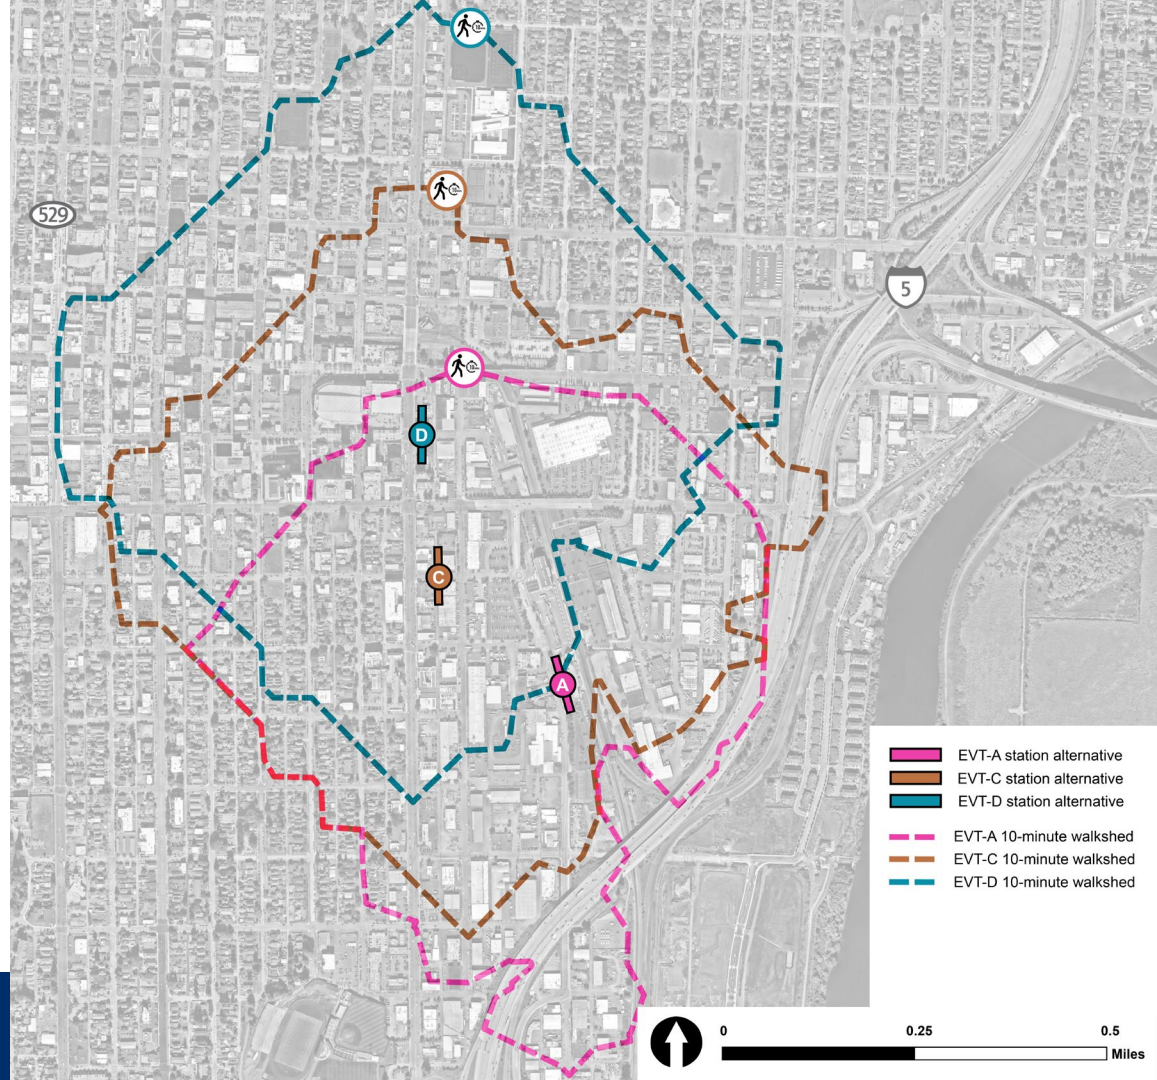 529
5
D
C
A
EVT-A station alternative
EVT-C station alternative
EVT-D station alternative
EVT-A 10-minute walkshed
EVT-C 10-minute walkshed
EVT-D 10-minute walkshed
0 0.25 0.5
Miles